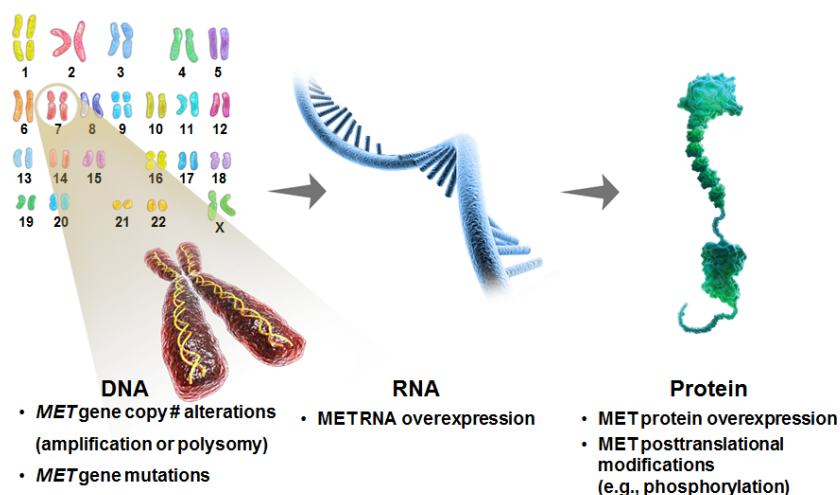 1 2 3 4 5
6 7 8 9 10 11 12
13 14 15 16 17 18
19 20 21 22 X
DNA
• MET gene copy # alterations
(amplification or polysomy)
• MET gene mutations
RNA
• MET RNA overexpression
Protein
• MET protein overexpression
• MET posttranslational
modifications
(e.g., phosphorylation)